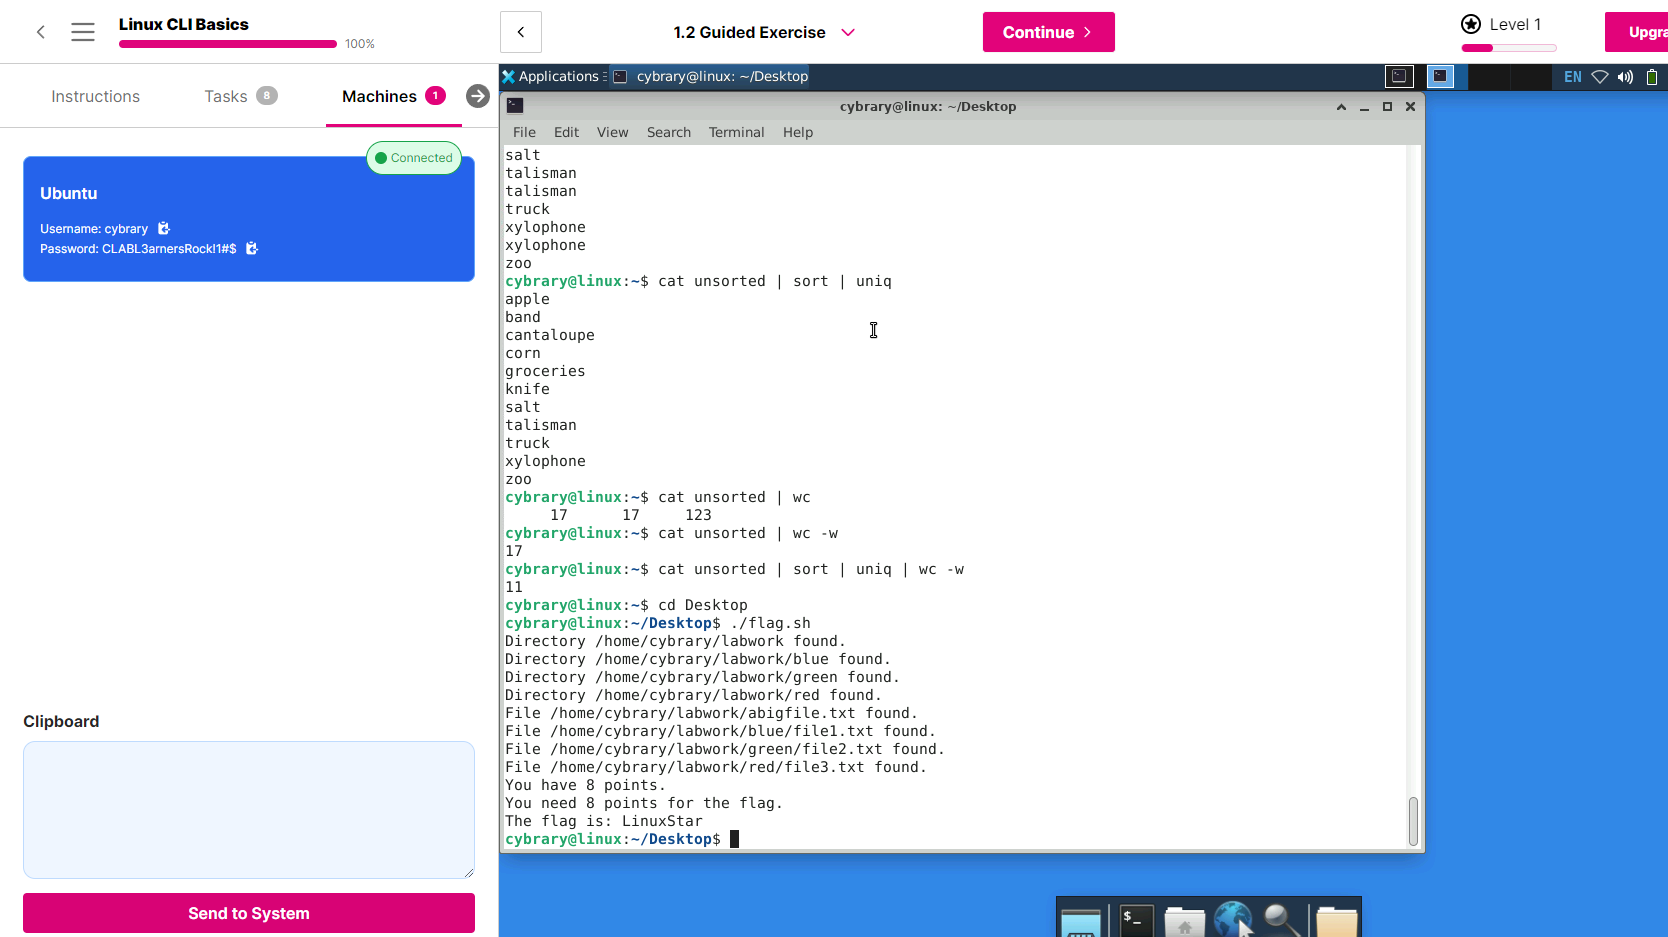 Linux CLI Basics
100%
1.2 Guided Exercise
Continue
Level 1
Instructions
Tasks 8
Machines 1
Connected
Ubuntu
Username: cybrary
Password: CLABL3arnersRock!1#$
Clipboard
Send to System
Applications
cybrary@linux: ~/Desktop
EN
cybrary@linux: ~/Desktop
File Edit View Search Terminal Help
salt
talisman
talisman
truck
xylophone
xylophone
zoo
cybrary@linux:~$ cat unsorted | sort | uniq
apple
band
cantaloupe
corn
groceries
knife
salt
talisman
truck
xylophone
zoo
cybrary@linux:~$ cat unsorted | wc
17 17 123
cybrary@linux:~$ cat unsorted | wc -w
17
cybrary@linux:~$ cat unsorted | sort | uniq | wc -w
11
cybrary@linux:~$ cd Desktop
cybrary@linux:~/Desktop$ ./flag.sh
Directory /home/cybrary/labwork found.
Directory /home/cybrary/labwork/blue found.
Directory /home/cybrary/labwork/green found.
Directory /home/cybrary/labwork/red found.
File /home/cybrary/labwork/abigfile.txt found.
File /home/cybrary/labwork/blue/file1.txt found.
File /home/cybrary/labwork/green/file2.txt found.
File /home/cybrary/labwork/red/file3.txt found.
You have 8 points.
You need 8 points for the flag.
The flag is: LinuxStar
cybrary@linux:~/Desktop$
$_